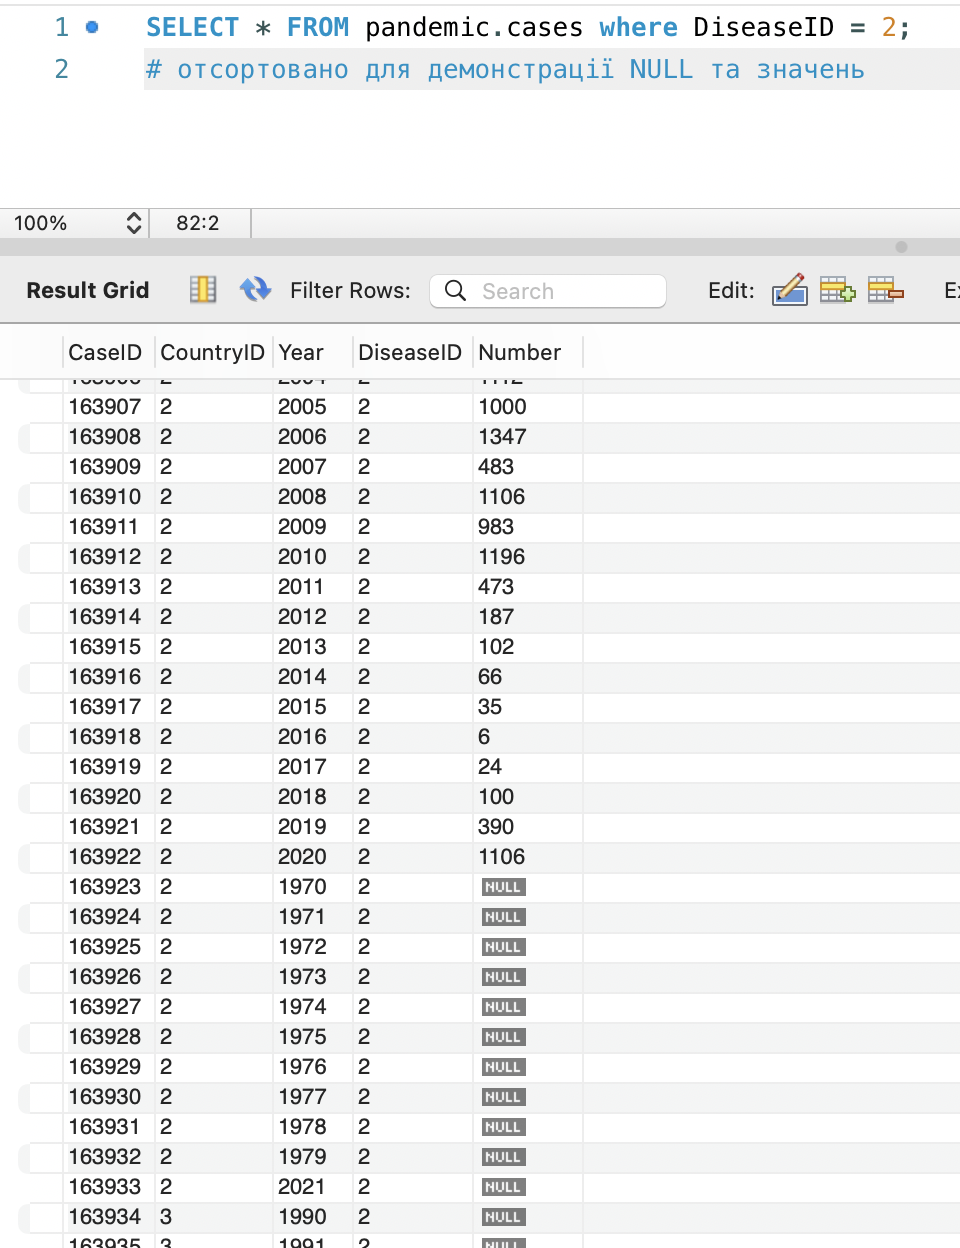 1 SELECT * FROM pandemic.cases where DiseaseID = 2;
2 # отсортовано для демонстрації NULL та значень
100% 82:2
Result Grid Filter Rows: Search Edit:
CaseID CountryID Year DiseaseID Number
163907 2 2005 2 1000
163908 2 2006 2 1347
163909 2 2007 2 483
163910 2 2008 2 1106
163911 2 2009 2 983
163912 2 2010 2 1196
163913 2 2011 2 473
163914 2 2012 2 187
163915 2 2013 2 102
163916 2 2014 2 66
163917 2 2015 2 35
163918 2 2016 2 6
163919 2 2017 2 24
163920 2 2018 2 100
163921 2 2019 2 390
163922 2 2020 2 1106
163923 2 1970 2 NULL
163924 2 1971 2 NULL
163925 2 1972 2 NULL
163926 2 1973 2 NULL
163927 2 1974 2 NULL
163928 2 1975 2 NULL
163929 2 1976 2 NULL
163930 2 1977 2 NULL
163931 2 1978 2 NULL
163932 2 1979 2 NULL
163933 2 2021 2 NULL
163934 3 1990 2 NULL
163935 3 1991 2 NULL